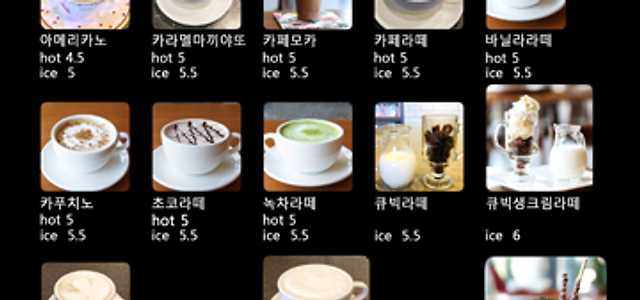 아메리카노 카라멜마끼야또 카페모카 카페라떼 바닐라라떼
hot 4.5 hot 5 hot 5 hot 5 hot 5
ice 5 ice 5.5 ice 5.5 ice 5.5 ice 5.5
카푸치노 초코라떼 녹차라떼 큐빅라떼 큐빅생크림라떼
hot 5 hot 5 hot 5
ice 5.5 ice 5.5 ice 5.5 ice 5.5 ice 6